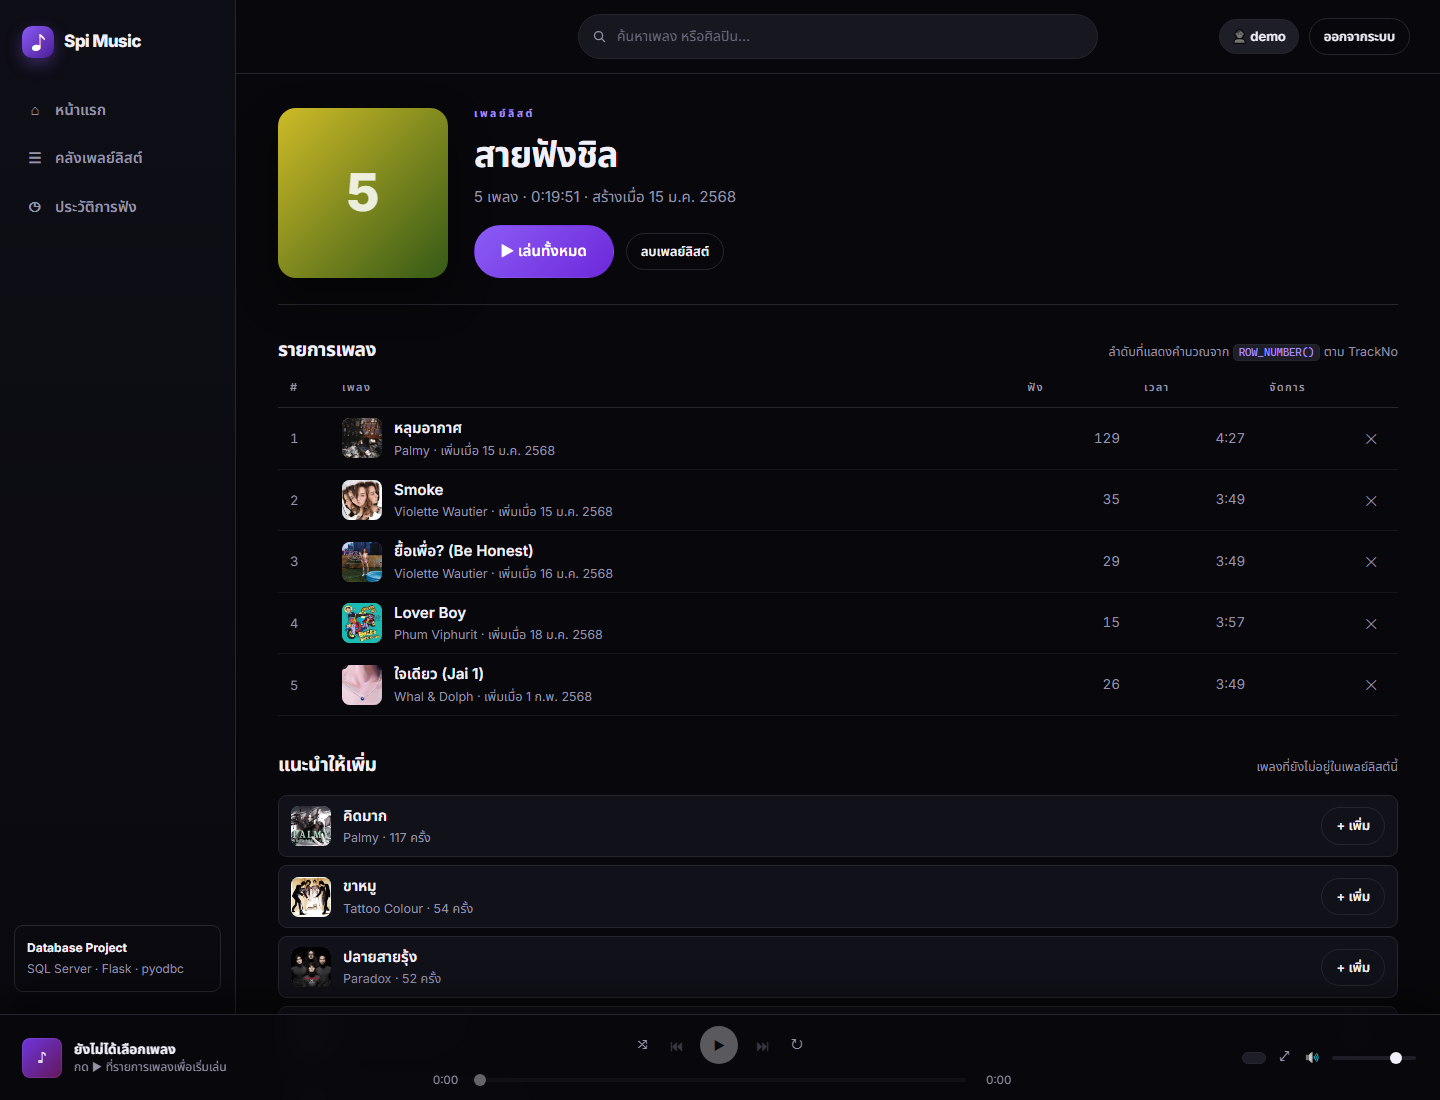 Spi Music
ค้นหาเพลง หรือศิลปิน...
demo
ออกจากระบบ
หน้าแรก
คลังเพลย์ลิสต์
ประวัติการฟัง
5
เพลย์ลิสต์
สายฟังชิล
5 เพลง · 0:19:51 · สร้างเมื่อ 15 ม.ค. 2568
▶ เล่นทั้งหมด
ลบเพลย์ลิสต์
รายการเพลง
ลำดับที่แสดงคำนวณจาก ROW_NUMBER() ตาม TrackNo
# เพลง ฟัง เวลา จัดการ
1 หลุมอากาศ 129 4:27
Palmy · เพิ่มเมื่อ 15 ม.ค. 2568
2 Smoke 35 3:49
Violette Wautier · เพิ่มเมื่อ 15 ม.ค. 2568
3 ยื้อเพื่อ? (Be Honest) 29 3:49
Violette Wautier · เพิ่มเมื่อ 16 ม.ค. 2568
4 Lover Boy 15 3:57
Phum Viphurit · เพิ่มเมื่อ 18 ม.ค. 2568
5 ใจเดียว (Jai 1) 26 3:49
Whal & Dolph · เพิ่มเมื่อ 1 ก.พ. 2568
แนะนำให้เพิ่ม
เพลงที่ยังไม่อยู่ในเพลย์ลิสต์นี้
คิดมาก
Palmy · 117 ครั้ง
+ เพิ่ม
ขาหมู
Tattoo Colour · 54 ครั้ง
+ เพิ่ม
ปลายสายรุ้ง
Paradox · 52 ครั้ง
+ เพิ่ม
Database Project
SQL Server · Flask · pyodbc
ยังไม่ได้เลือกเพลง
กด ▶ ที่รายการเพลงเพื่อเริ่มเล่น
0:00
0:00